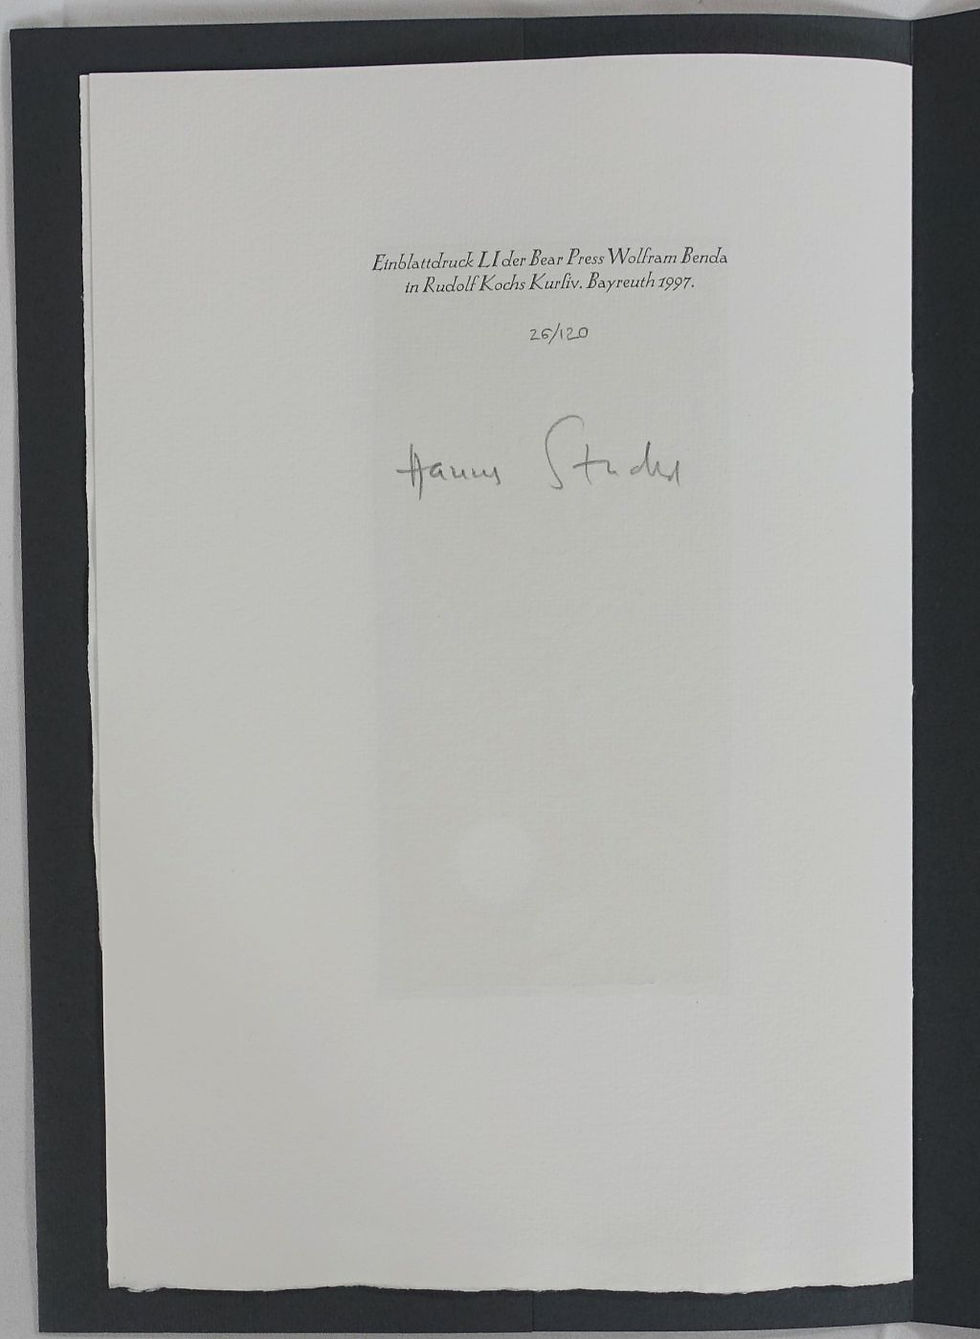 Einblattdruck LI der Bear Press Wolfram Benda
in Rudolf Kochs Kursiv. Bayreuth 1997.
26/120
Hanns Studer